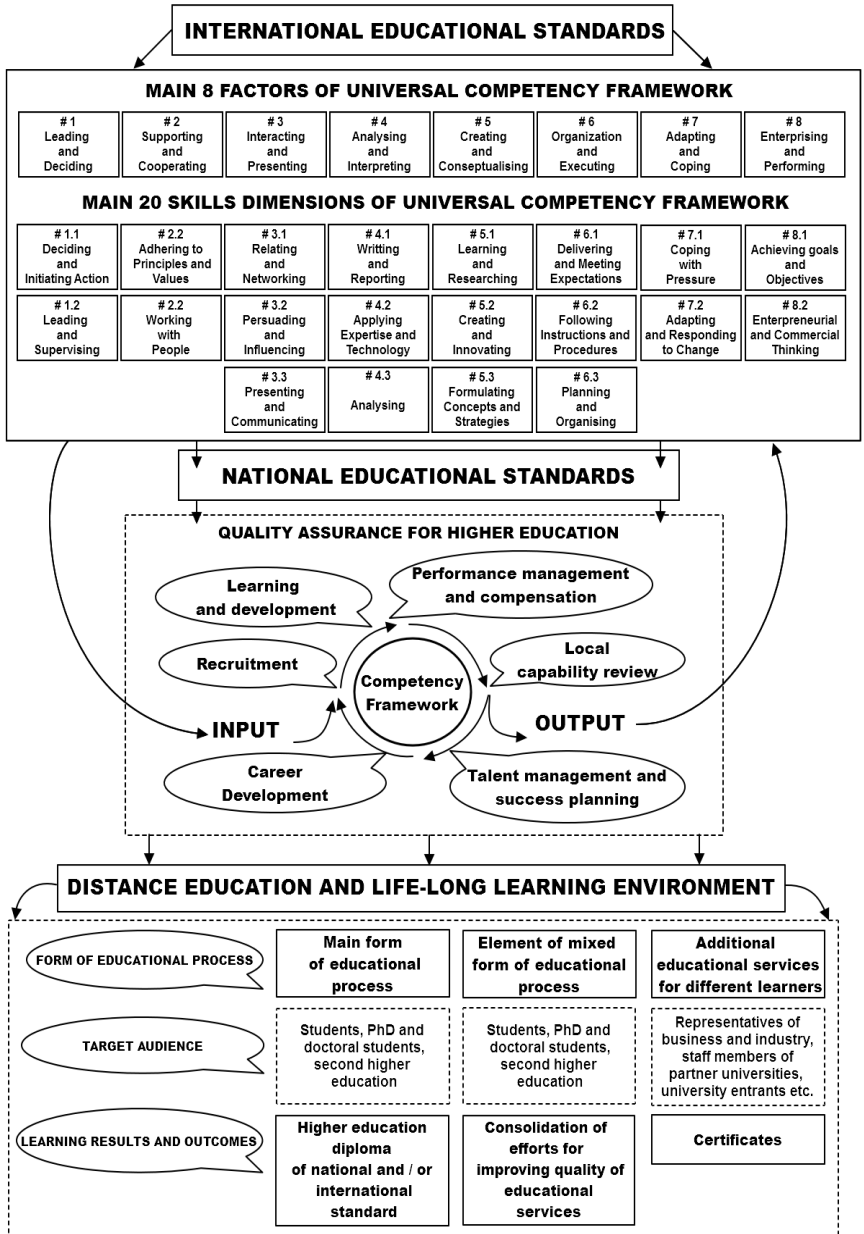 INTERNATIONAL EDUCATIONAL STANDARDS
MAIN 8 FACTORS OF UNIVERSAL COMPETENCY FRAMEWORK
# 1
Leading
and
Deciding
# 2
Supporting
and
Cooperating
# 3
Interacting
and
Presenting
# 4
Analysing
and
Interpreting
# 5
Creating
and
Conseptualising
# 6
Organization
and
Executing
# 7
Adapting
and
Coping
# 8
Enterprising
and
Performing
MAIN 20 SKILLS DIMENSIONS OF UNIVERSAL COMPETENCY FRAMEWORK
# 1.1
Deciding
and
Initiating Action
# 2.2
Adhering to
Principles and
Values
# 3.1
Relating
and
Networking
# 4.1
Writting
and
Reporting
# 5.1
Learning
and
Researching
# 6.1
Delivering
and Meeting
Expectations
# 7.1
Coping
with
Pressure
# 8.1
Achieving goals
and
Objectives
# 1.2
Leading
and
Supervising
# 2.2
Working
with
People
# 3.2
Persuading
and
Influencing
# 4.2
Applying
Expertise and
Technology
# 5.2
Creating
and
Innovating
# 6.2
Following
Instructions and
Procedures
# 7.2
Adapting
and Responding
to Change
# 8.2
Enterpreneurial
and Commercial
Thinking
# 3.3
Presenting
and
Communicating
# 4.3
Analysing
# 5.3
Formulating
Concepts and
Strategies
# 6.3
Planning
and
Organising
NATIONAL EDUCATIONAL STANDARDS
QUALITY ASSURANCE FOR HIGHER EDUCATION
Learning
and development
Performance management
and compensation
Recruitment
Local
capability review
Competency
Framework
INPUT
OUTPUT
Career
Development
Talent management and
success planning
DISTANCE EDUCATION AND LIFE-LONG LEARNING ENVIRONMENT
FORM OF EDUCATIONAL PROCESS
Main form
of educational
process
Element of mixed
form of educational
process
Additional
educational services
for different learners
TARGET AUDIENCE
Students, PhD and
doctoral students,
second higher
education
Students, PhD and
doctoral students,
second higher
education
Representatives of
business and industry,
staff members of
partner universities,
university entrants etc.
LEARNING RESULTS AND OUTCOMES
Higher education
diploma
of national and / or
international
standard
Consolidation of
efforts for
improving quality of
educational
services
Certificates